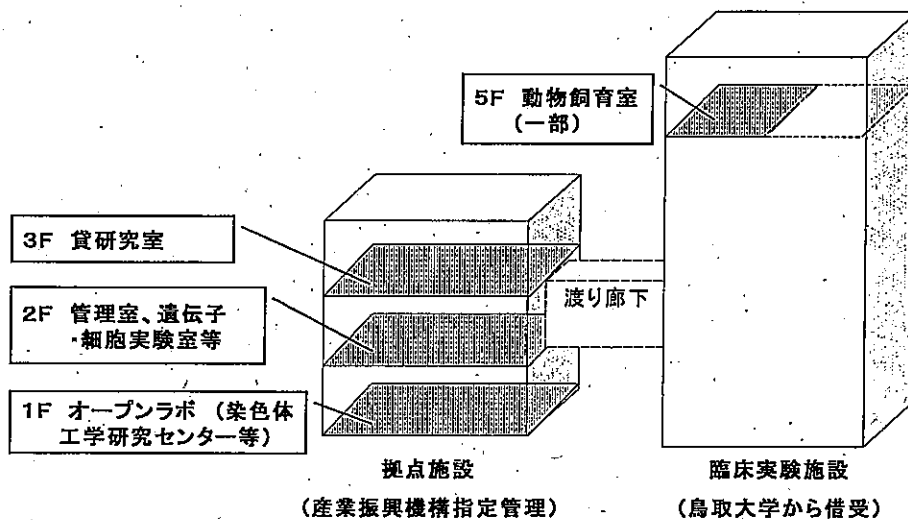 5F 動物飼育室
(一部)
3F 貸研究室
2F 管理室、遺伝子
・細胞実験室等
1F オープンラボ (染色体
工学研究センター等)
渡り廊下
拠点施設
(産業振興機構指定管理)
臨床実験施設
(鳥取大学から借受)